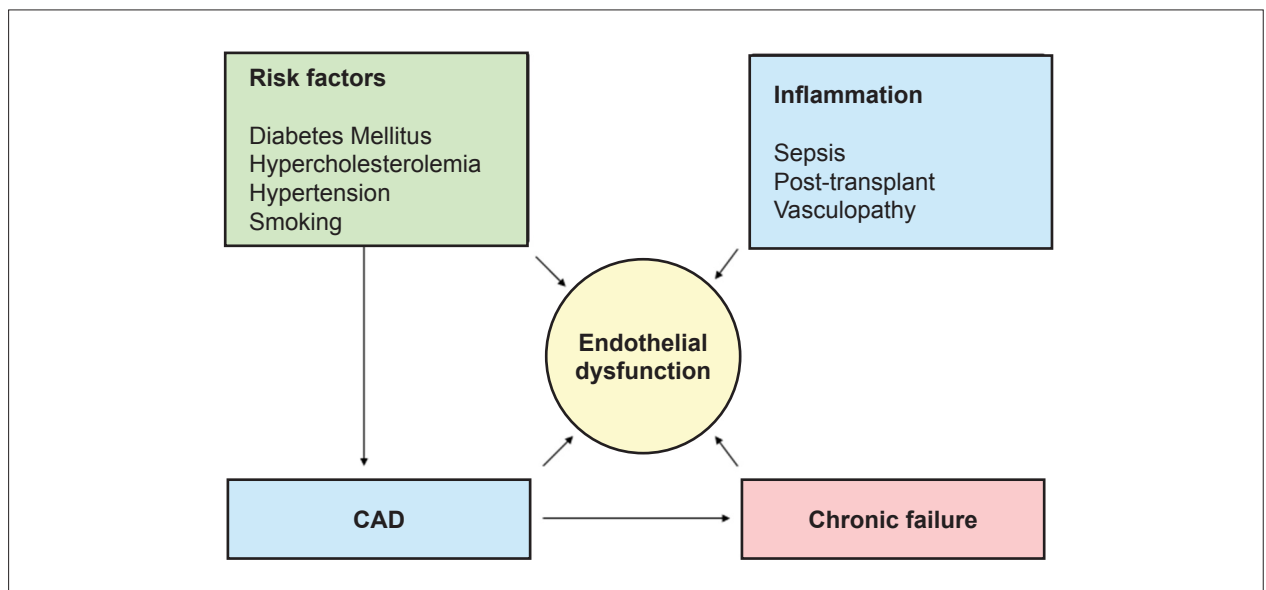 Risk factors
Diabetes Mellitus
Hypercholesterolemia
Hypertension
Smoking
Inflammation
Sepsis
Post-transplant
Vasculopathy
Endothelial
dysfunction
CAD
Chronic failure